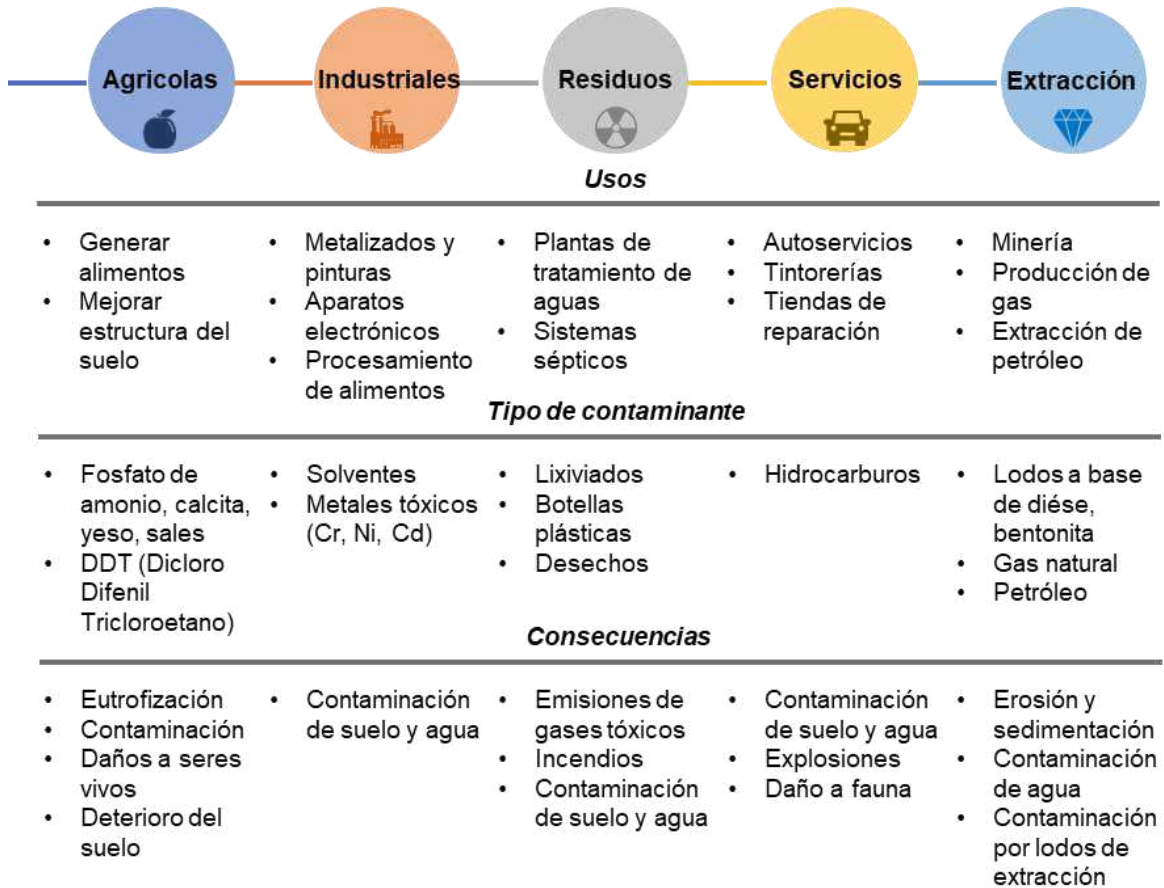 Agricolas
Industriales
Residuos
Servicios
Extracción
Usos
• Generar
alimentos
• Mejorar
estructura del
suelo
• Metalizados y
pinturas
• Aparatos
electrónicos
• Procesamiento
de alimentos
• Plantas de
tratamiento de
aguas
• Sistemas
sépticos
• Autoservicios
• Tintorerías
• Tiendas de
reparación
• Minería
• Producción de
gas
• Extracción de
petróleo
Tipo de contaminante
• Fosfato de
amonio, calcita,
yeso, sales
• DDT (Dicloro
Difenil
Tricloroetano)
• Solventes
• Metales tóxicos
(Cr, Ni, Cd)
• Lixiviados
• Botellas
plásticas
• Desechos
• Hidrocarburos
• Lodos a base
de diése,
bentonita
• Gas natural
• Petróleo
Consecuencias
• Eutrofización
• Contaminación
• Daños a seres
vivos
• Deterioro del
suelo
• Contaminación
de suelo y agua
• Emisiones de
gases tóxicos
• Incendios
• Contaminación
de suelo y agua
• Contaminación
de suelo y agua
• Explosiones
• Daño a fauna
• Erosión y
sedimentación
• Contaminación
de agua
• Contaminación
por lodos de
extracción